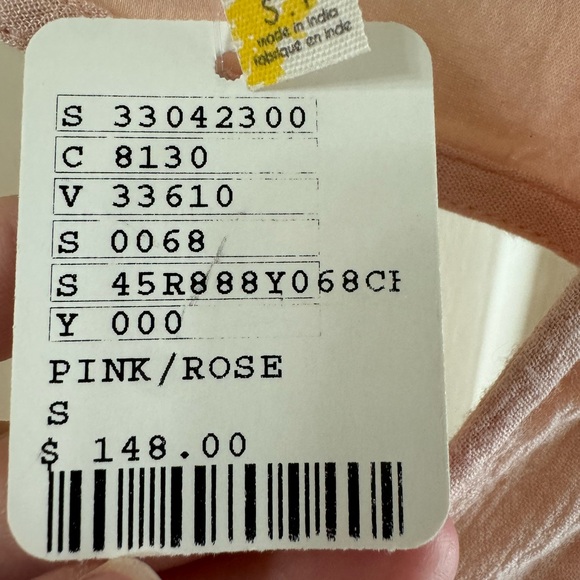 Made in India
Fabriqué en Inde
S 33042300
C 8130
V 33610
S 0068
S 45R888Y068CH
Y 000
PINK/ROSE
S
$ 148.00